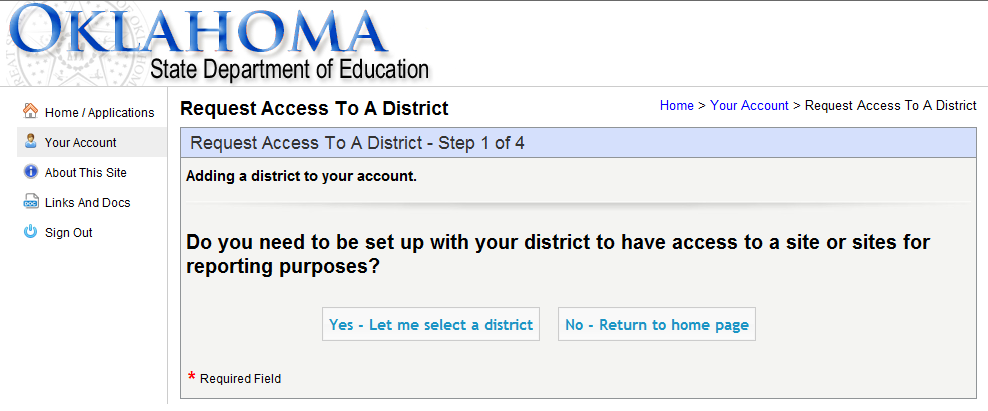 OKLAHOMA
State Department of Education
Home / Applications
Your Account
About This Site
Links And Docs
Sign Out
Request Access To A District
Home > Your Account > Request Access To A District
Request Access To A District - Step 1 of 4
Adding a district to your account.
Do you need to be set up with your district to have access to a site or sites for
reporting purposes?
Yes - Let me select a district
No - Return to home page
* Required Field